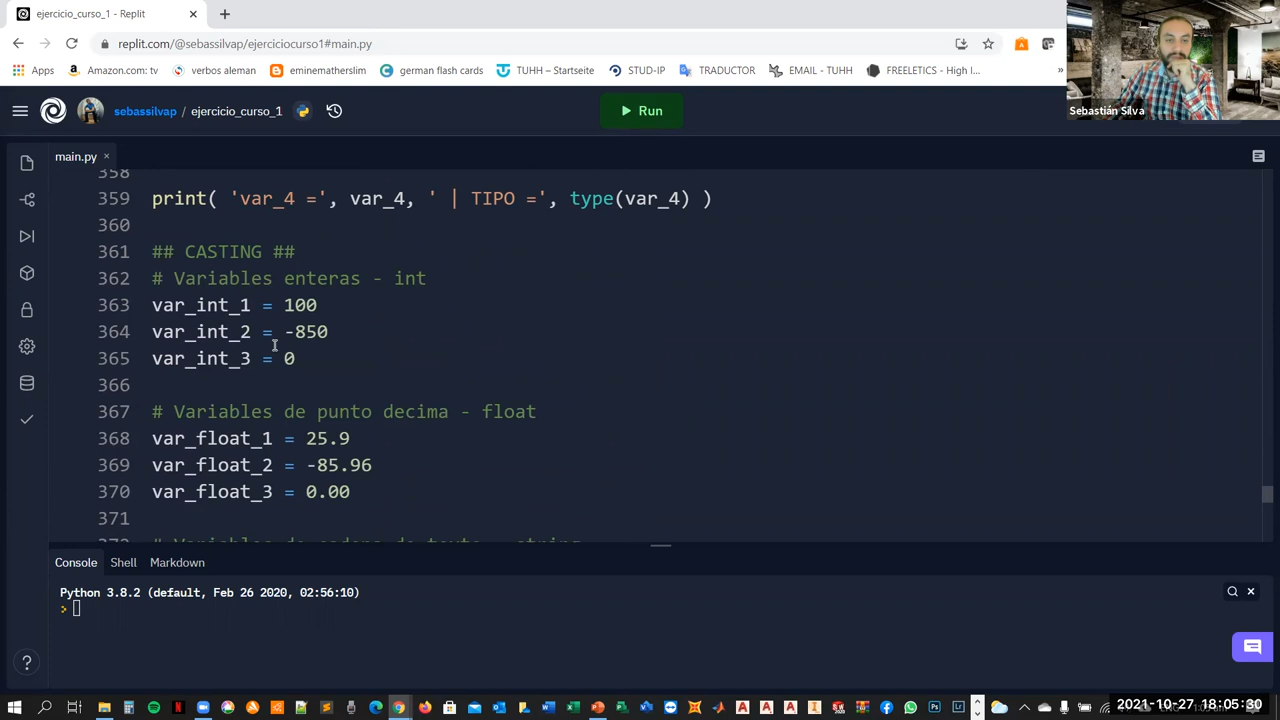 ejercicio_curso_1 - Replit
replit.com/@sebassilvap/ejerciciocurso1#main.py
Apps
Amazon.com: tv
verbos aleman
eminematherslim
german flash cards
TUHH – Startseite
STUD-IP
TRADUCTOR
EMAIL - TUHH
FREELETICS - High I...
»
Sebastián Silva
sebassilvap / ejercicio_curso_1
Run
main.py
358
359 print( 'var_4 =', var_4, ' | TIPO =', type(var_4) )
360
361 ## CASTING ##
362 # Variables enteras - int
363 var_int_1 = 100
364 var_int_2 = -850
365 var_int_3 = 0
366
367 # Variables de punto decima - float
368 var_float_1 = 25.9
369 var_float_2 = -85.96
370 var_float_3 = 0.00
371
Console Shell Markdown
Python 3.8.2 (default, Feb 26 2020, 02:56:10)
>
2021-10-27 18:05:30